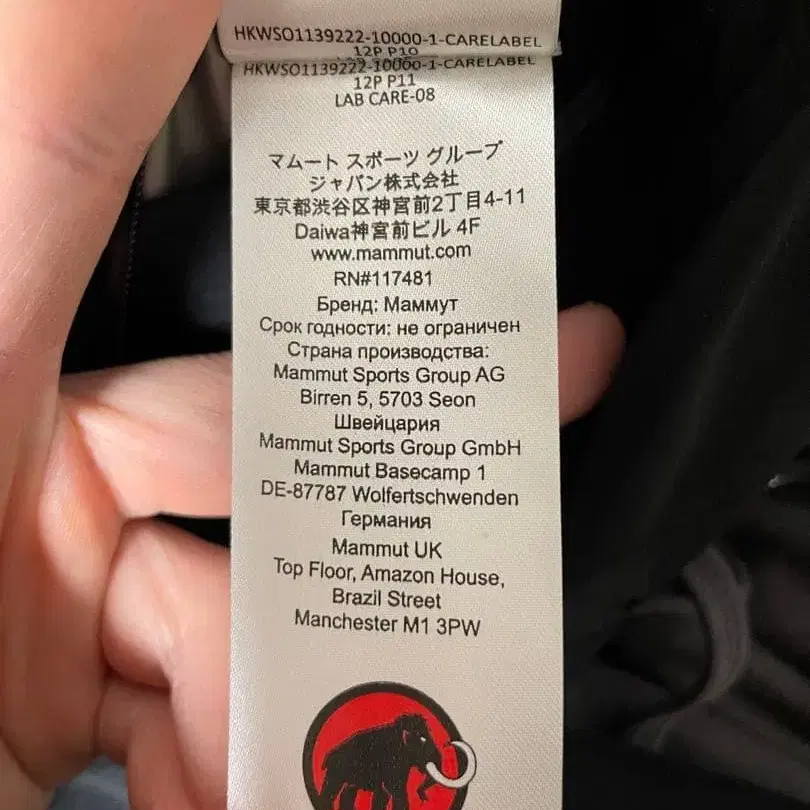 HKWSO1139222-10000-1-CARELABEL
12P P10
HKWSO1139222-10000-1-CARELABEL
12P P11
LAB CARE-08
マムート スポーツ グループ
ジャパン株式会社
東京都渋谷区神宮前2丁目4-11
Daiwa神宮前ビル 4F
www.mammut.com
RN#117481
Бренд: Маммут
Срок годности: не ограничен
Страна производства:
Mammut Sports Group AG
Birren 5, 5703 Seon
Швейцария
Mammut Sports Group GmbH
Mammut Basecamp 1
DE-87787 Wolfertschwenden
Германия
Mammut UK
Top Floor, Amazon House,
Brazil Street
Manchester M1 3PW